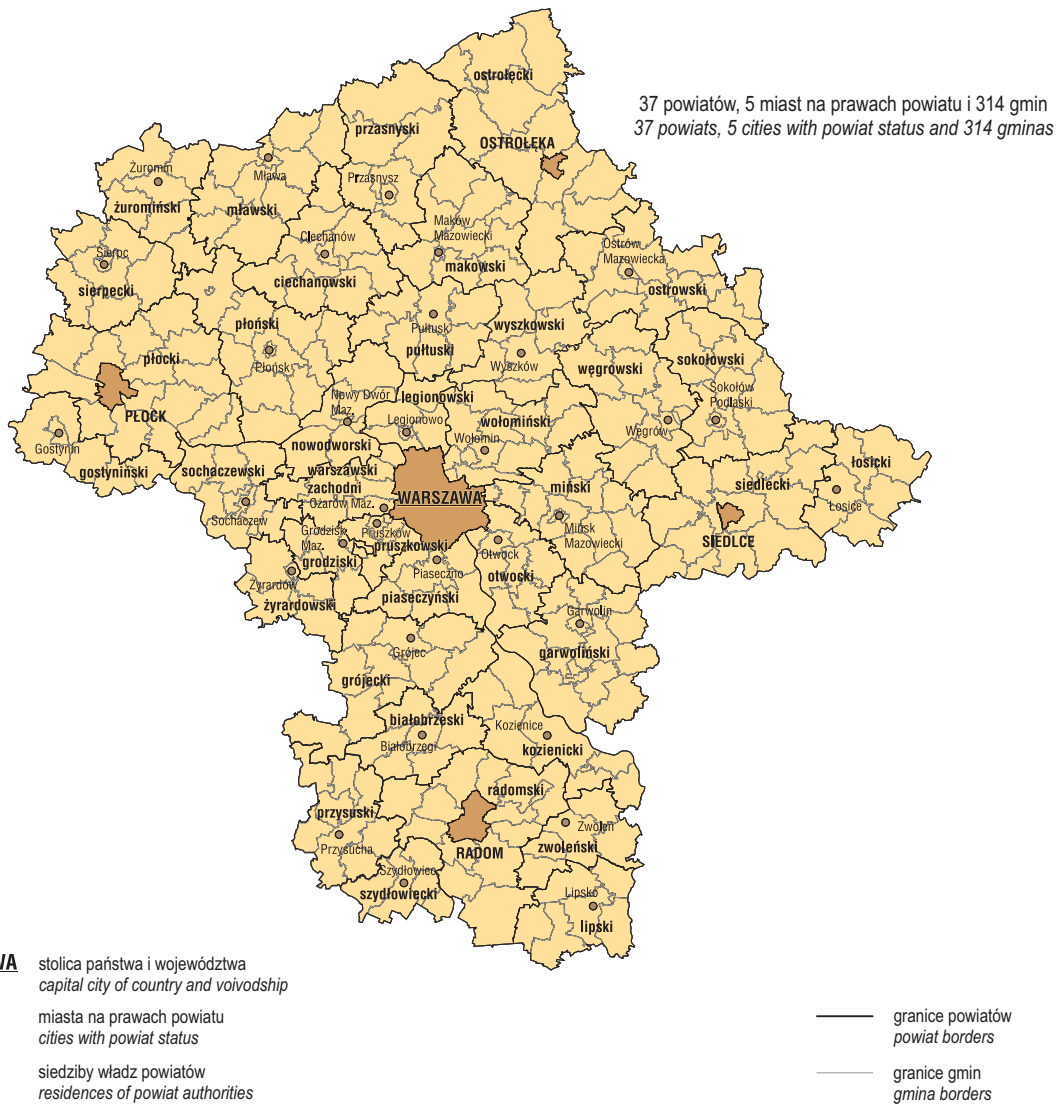 ostrołęcki
37 powiatów, 5 miast na prawach powiatu i 314 gmin
37 powiats, 5 cities with powiat status and 314 gminas
przasnyski
OSTROŁĘKA
Żuromin
Mława
Przasnysz
żuromiński
mławski
Maków
Mazowiecki
Ciechanów
Ostrów
Mazowiecka
Sierpc
makowski
ciechanowski
sierpecki
ostrowski
płoński
Pułtusk
wyszkowski
płocki
Płońsk
pułtuski
Wyszków
węgrowski
sokołowski
Sokołów
Podlaski
Nowy Dwór
Maz.
legionowski
PŁOCK
Legionowo
wołomiński
Węgrów
Gostynin
nowodworski
Wołomin
gostyniński
sochaczewski
warszawski
zachodni
łosicki
siedlecki
miński
WARSZAWA
Ożarów Maz.
Łosice
Sochaczew
Grodzisk
Maz.
Pruszków
Mińsk
Mazowiecki
SIEDLCE
pruszkowski
Otwock
grodziski
Piaseczno
otwocki
Żyrardów
żyrardowski
piaseczyński
Garwolin
Grójec
garwoliński
grójecki
białobrzeski
Kozienice
Białobrzegi
kozienicki
radomski
przysuski
Zwoleń
Przysucha
RADOM
zwoleński
Szydłowiec
szydłowiecki
Lipsko
lipski
WA
stolica państwa i województwa
capital city of country and voivodship
miasta na prawach powiatu
cities with powiat status
siedziby władz powiatów
residences of powiat authorities
granice powiatów
powiat borders
granice gmin
gmina borders